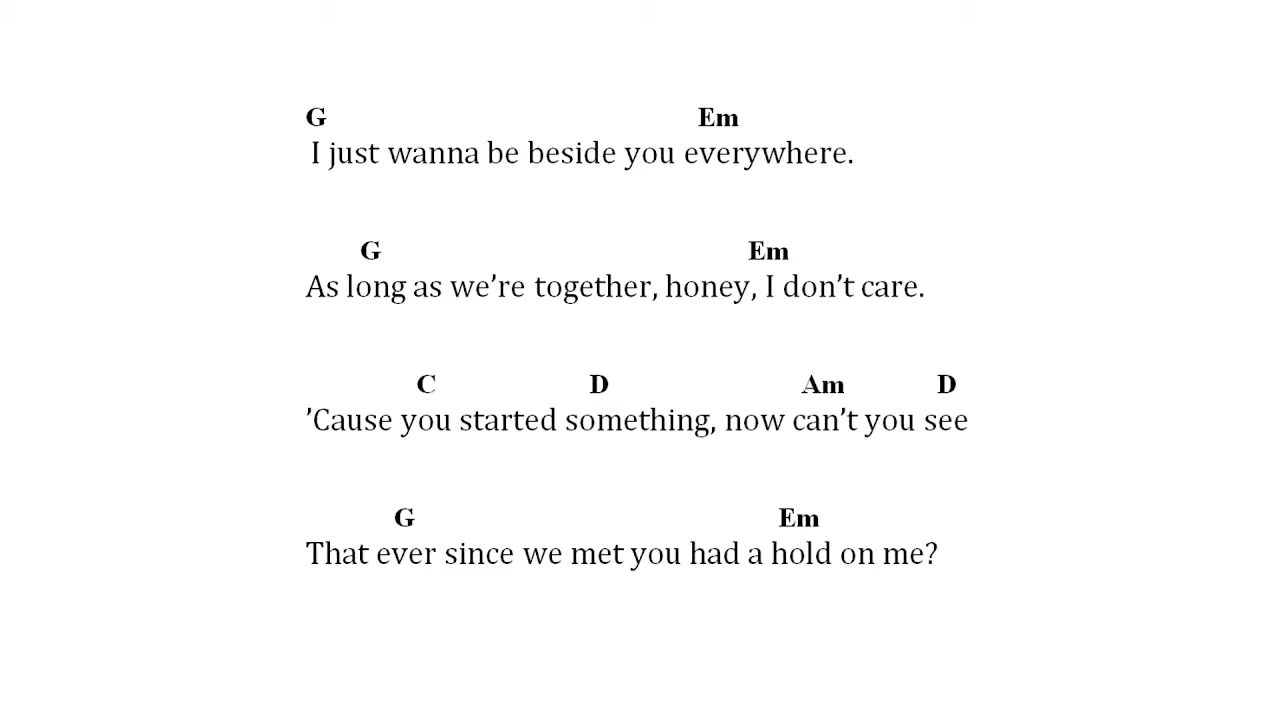 G Em
I just wanna be beside you everywhere.
G Em
As long as we’re together, honey, I don’t care.
C D Am D
’Cause you started something, now can’t you see
G Em
That ever since we met you had a hold on me?